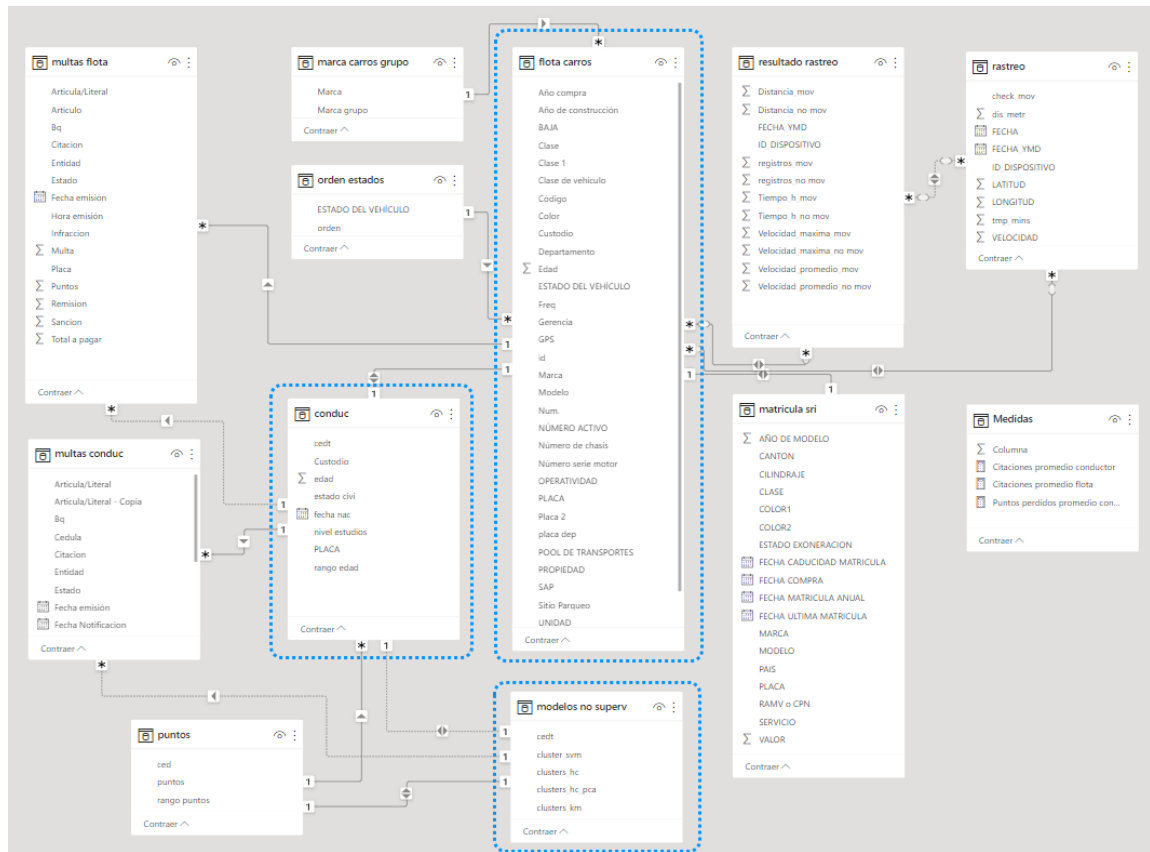 multas flota
Articula/Literal
Articulo
Bq
Citacion
Entidad
Estado
Fecha emisión
Hora emisión
Infraccion
Multa
Placa
Puntos
Remision
Sancion
Total a pagar
Contraer
marca carros grupo
Marca
Marca grupo
Contraer
orden estados
ESTADO DEL VEHÍCULO
orden
Contraer
flota carros
Año compra
Año de construcción
BAJA
Clase
Clase 1
Clase de vehiculo
Código
Color
Custodio
Departamento
Edad
ESTADO DEL VEHÍCULO
Freq
Gerencia
GPS
id
Marca
Modelo
Num.
NÚMERO ACTIVO
Número de chasis
Número serie motor
OPERATIVIDAD
PLACA
Placa 2
placa dep
POOL DE TRANSPORTES
PROPIEDAD
SAP
Sitio Parqueo
UNIDAD
Contraer
resultado rastreo
Distancia_mov
Distancia_no mov
FECHA_YMD
ID_DISPOSITIVO
registros_mov
registros_no mov
Tiempo_h_mov
Tiempo_h_no mov
Velocidad_maxima_mov
Velocidad_maxima_no mov
Velocidad_promedio_mov
Velocidad_promedio_no mov
Contraer
rastreo
check_mov
dis_metr
FECHA
FECHA_YMD
ID_DISPOSITIVO
LATITUD
LONGITUD
tmp_mins
VELOCIDAD
Contraer
conduc
cedt
Custodio
edad
estado civi
fecha nac
nivel estudios
PLACA
rango edad
Contraer
multas conduc
Articula/Literal
Articula/Literal - Copia
Bq
Cedula
Citacion
Entidad
Estado
Fecha emisión
Fecha Notificacion
Contraer
matricula sri
AÑO DE MODELO
CANTON
CILINDRAJE
CLASE
COLOR1
COLOR2
ESTADO EXONERACION
FECHA CADUCIDAD MATRICULA
FECHA COMPRA
FECHA MATRICULA ANUAL
FECHA ULTIMA MATRICULA
MARCA
MODELO
PAIS
PLACA
RAMV o CPN
SERVICIO
VALOR
Contraer
Medidas
Columna
Citaciones promedio conductor
Citaciones promedio flota
Puntos perdidos promedio con...
Contraer
puntos
ced
puntos
rango puntos
Contraer
modelos no superv
cedt
cluster_svm
clusters_hc
clusters_hc_pca
clusters_km
Contraer